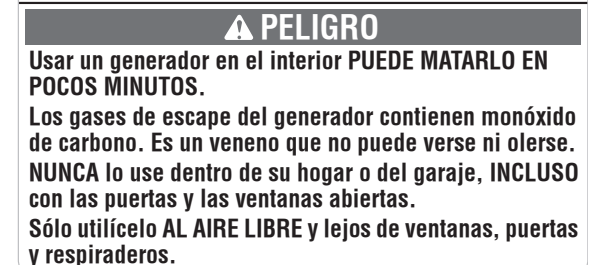 PELIGRO
Usar un generador en el interior PUEDE MATARLO EN
POCOS MINUTOS.
Los gases de escape del generador contienen monóxido
de carbono. Es un veneno que no puede verse ni olerse.
NUNCA lo use dentro de su hogar o del garaje, INCLUSO
con las puertas y las ventanas abiertas.
Sólo utilícelo AL AIRE LIBRE y lejos de ventanas, puertas
y respiraderos.